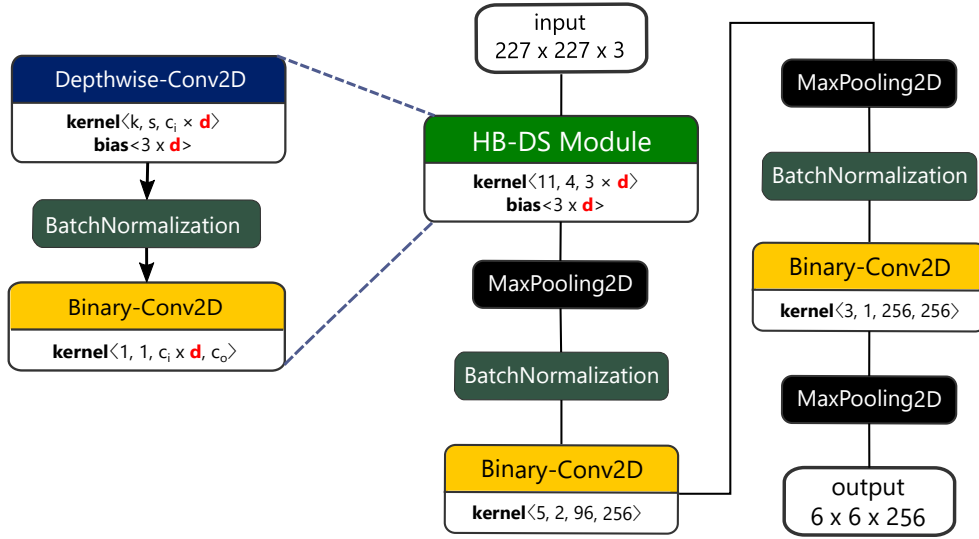 Depthwise-Conv2D
kernel⟨k, s, cᵢ × d⟩
bias<3 x d>
BatchNormalization
Binary-Conv2D
kernel⟨1, 1, cᵢ x d, cₒ⟩
input
227 x 227 x 3
HB-DS Module
kernel⟨11, 4, 3 × d⟩
bias<3 x d>
MaxPooling2D
BatchNormalization
Binary-Conv2D
kernel⟨5, 2, 96, 256⟩
MaxPooling2D
BatchNormalization
Binary-Conv2D
kernel⟨3, 1, 256, 256⟩
MaxPooling2D
output
6 x 6 x 256